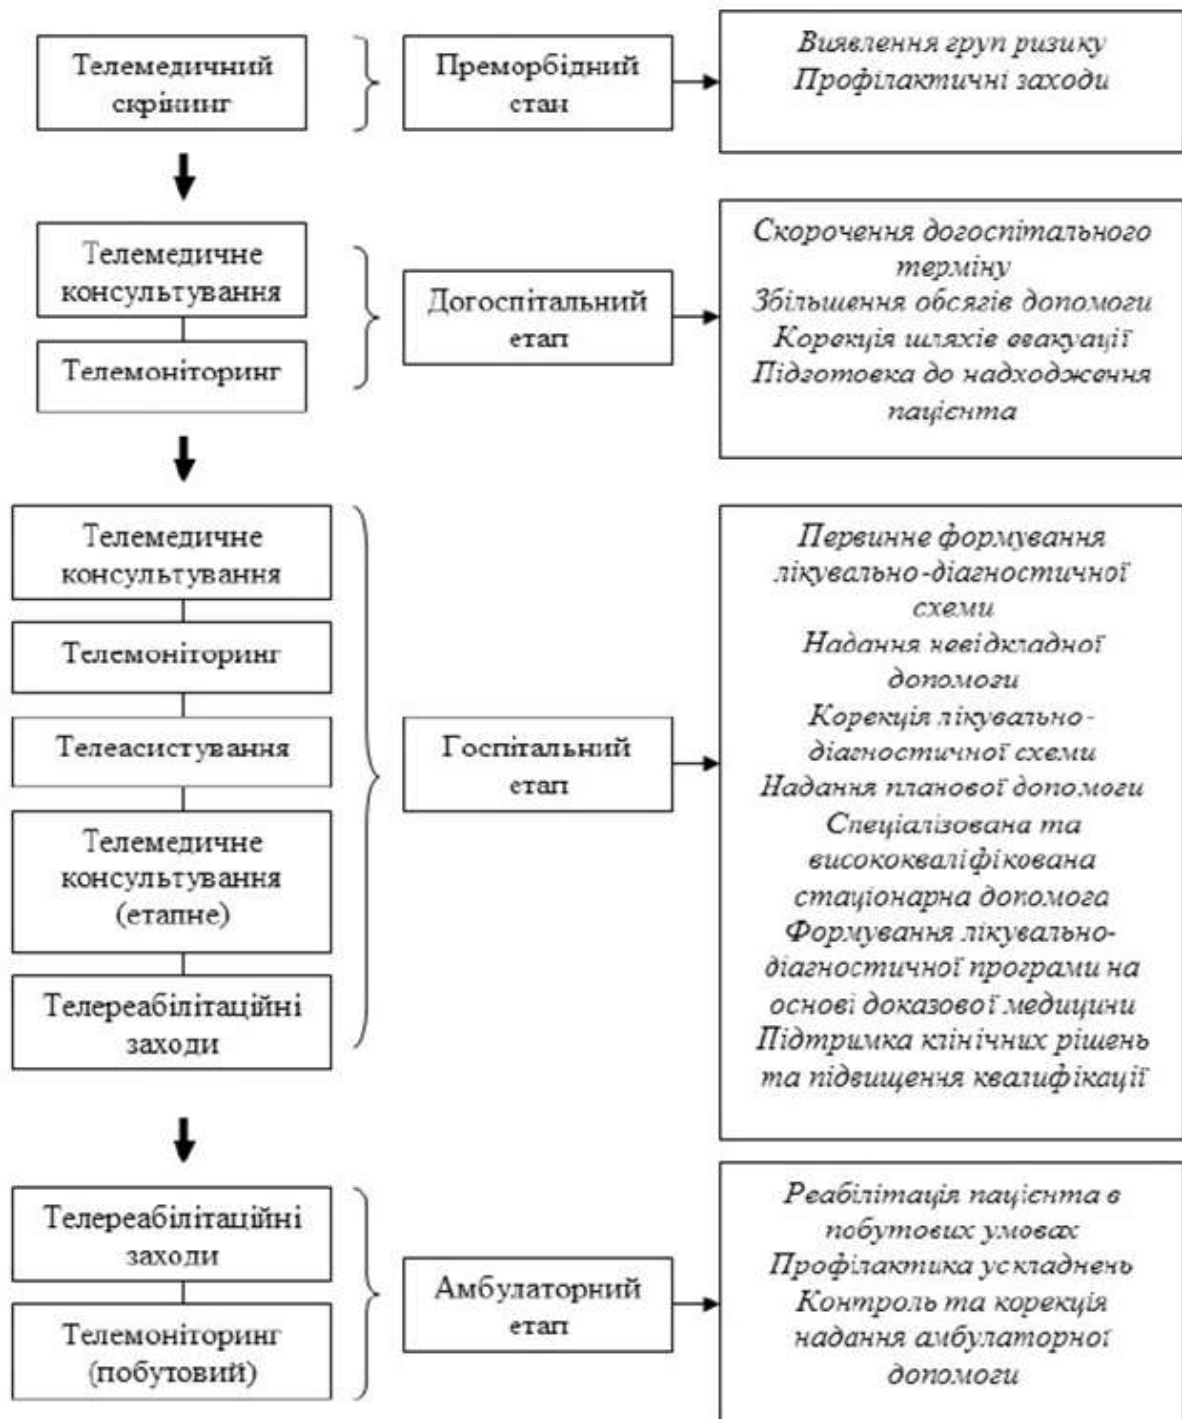 Телемедичний
скрінинг
Преморбідний
стан
Виявлення груп ризику
Профілактичні заходи
Телемедичне
консультування
Телемоніторинг
Догоспітальний
етап
Скорочення догоспітального
терміну
Збільшення обсягів допомоги
Корекція шляхів евакуації
Підготовка до надходження
пацієнта
Телемедичне
консультування
Телемоніторинг
Телеасистування
Телемедичне
консультування
(етапне)
Телереабілітаційні
заходи
Госпітальний
етап
Первинне формування
лікувально-діагностичної
схеми
Надання невідкладної
допомоги
Корекція лікувально-
діагностичної схеми
Надання планової допомоги
Спеціалізована та
висококваліфікована
стаціонарна допомога
Формування лікувально-
діагностичної програми на
основі доказової медицини
Підтримка клінічних рішень
та підвищення квалифікації
Телереабілітаційні
заходи
Телемоніторинг
(побутовий)
Амбулаторний
етап
Реабілітація пацієнта в
побутових умовах
Профілактика ускладнень
Контроль та корекція
надання амбулаторної
допомоги